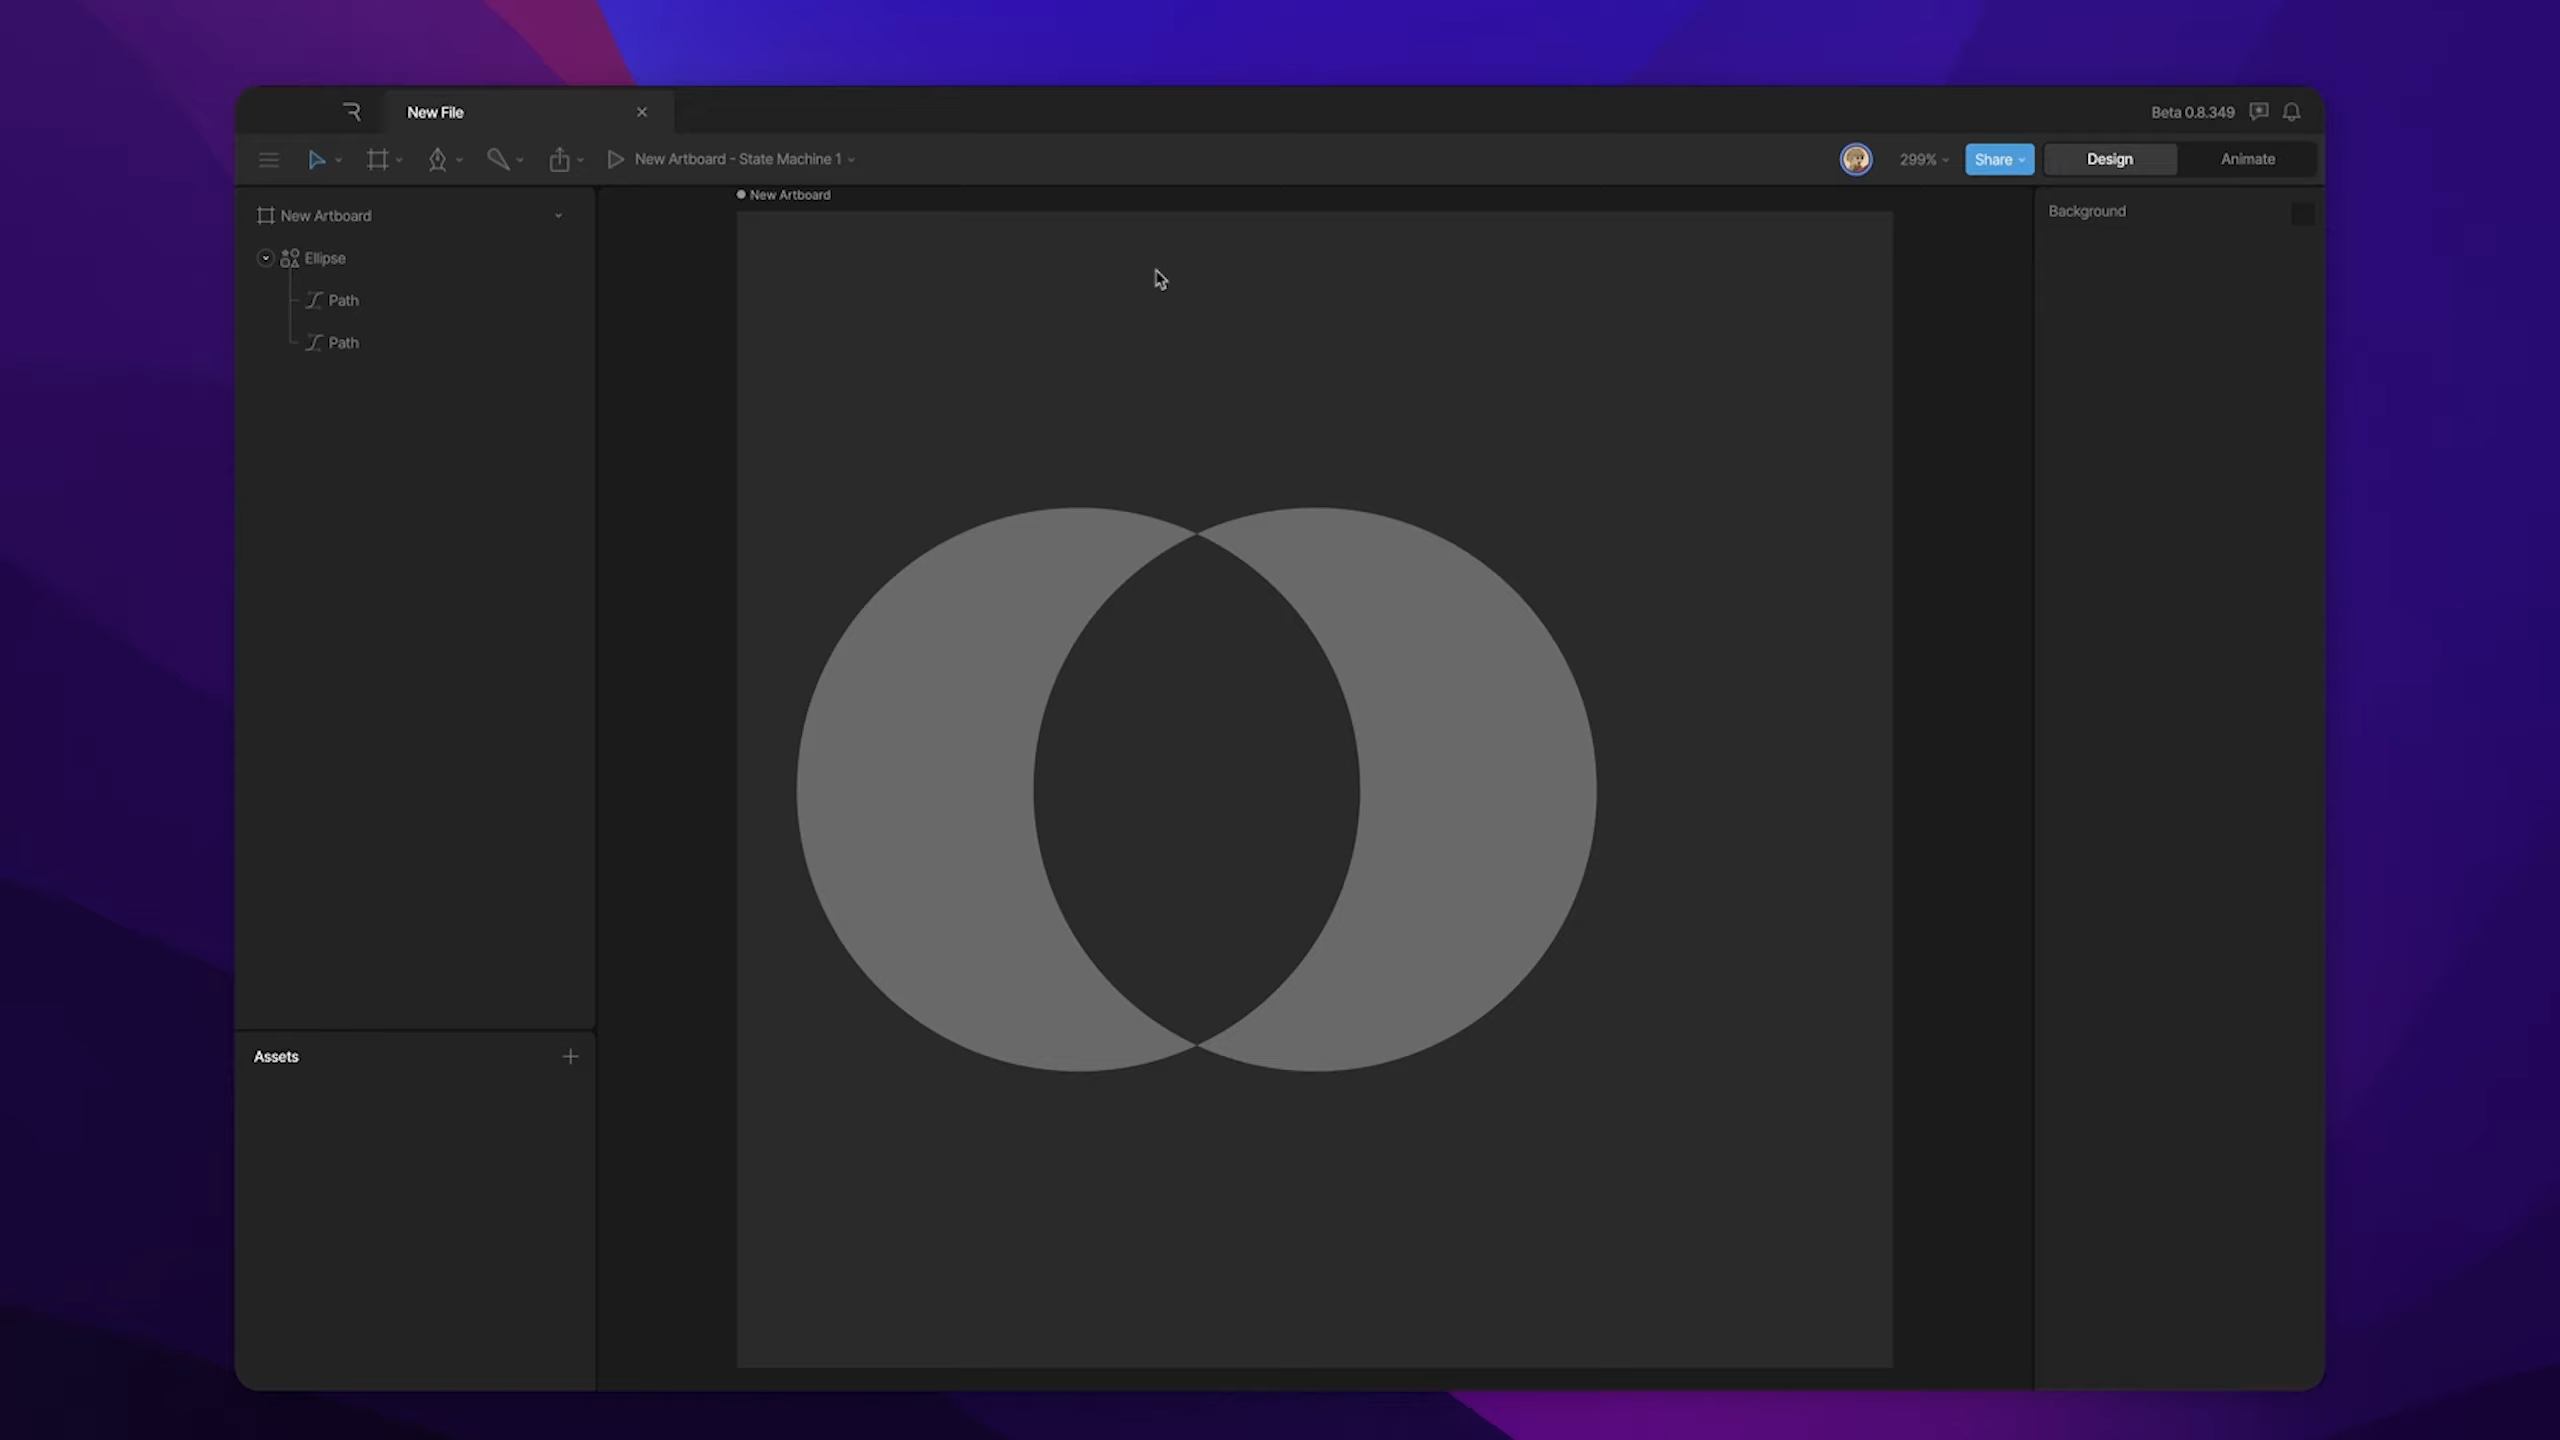 New File
Beta 0.8.349
New Artboard - State Machine 1
299%
Share
Design
Animate
New Artboard
New Artboard
Background
Ellipse
Path
Path
Assets